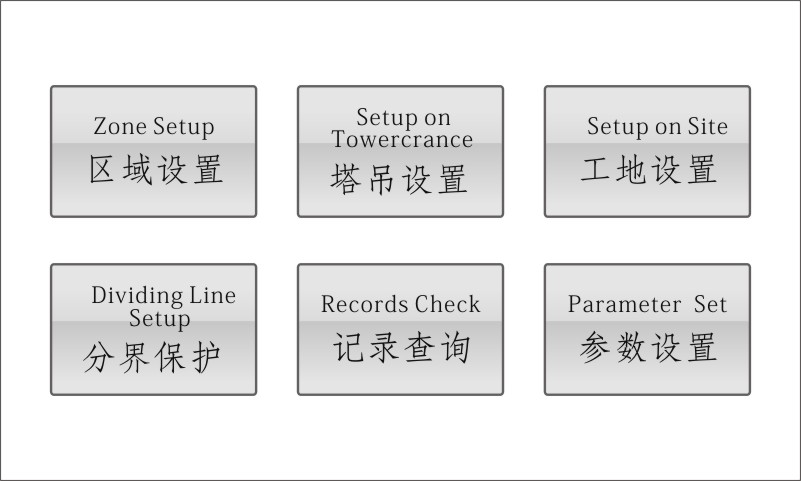 Zone Setup
区域设置
Setup on
Towercrance
塔吊设置
Setup on Site
工地设置
Dividing Line
Setup
分界保护
Records Check
记录查询
Parameter Set
参数设置